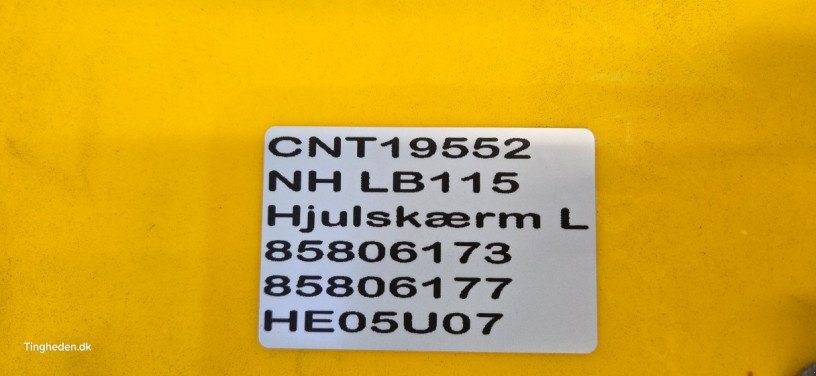 CNT19552
NH LB115
Hjulskærm L
85806173
85806177
HE05U07
Tingheden.dk